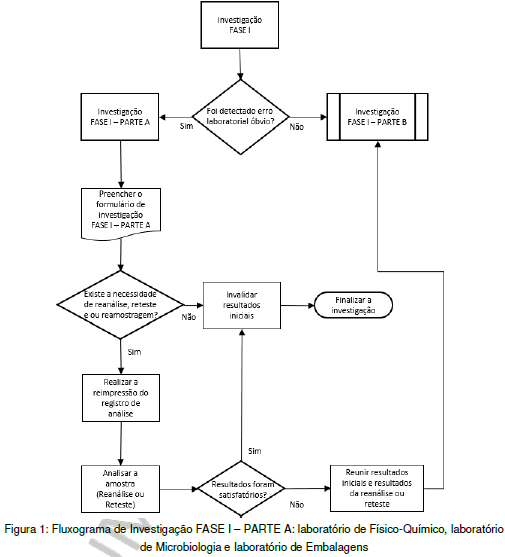 Investigação
FASE I
Foi detectado erro
laboratorial óbvio?
Sim
Não
Investigação
FASE I – PARTE A
Investigação
FASE I – PARTE B
Preencher o
formulário de
investigação
FASE I – PARTE A
Existe a necessidade
de reanálise, reteste
e ou reamostragem?
Não
Sim
Invalidar
resultados
iniciais
Finalizar a
investigação
Realizar a
reimpressão do
registro de
análise
Analisar a
amostra
(Reanálise ou
Reteste)
Resultados foram
satisfatórios?
Sim
Não
Reunir resultados
iniciais e resultados
da reanálise ou
reteste
Figura 1: Fluxograma de Investigação FASE I – PARTE A: laboratório de Físico-Químico, laboratório
de Microbiologia e laboratório de Embalagens